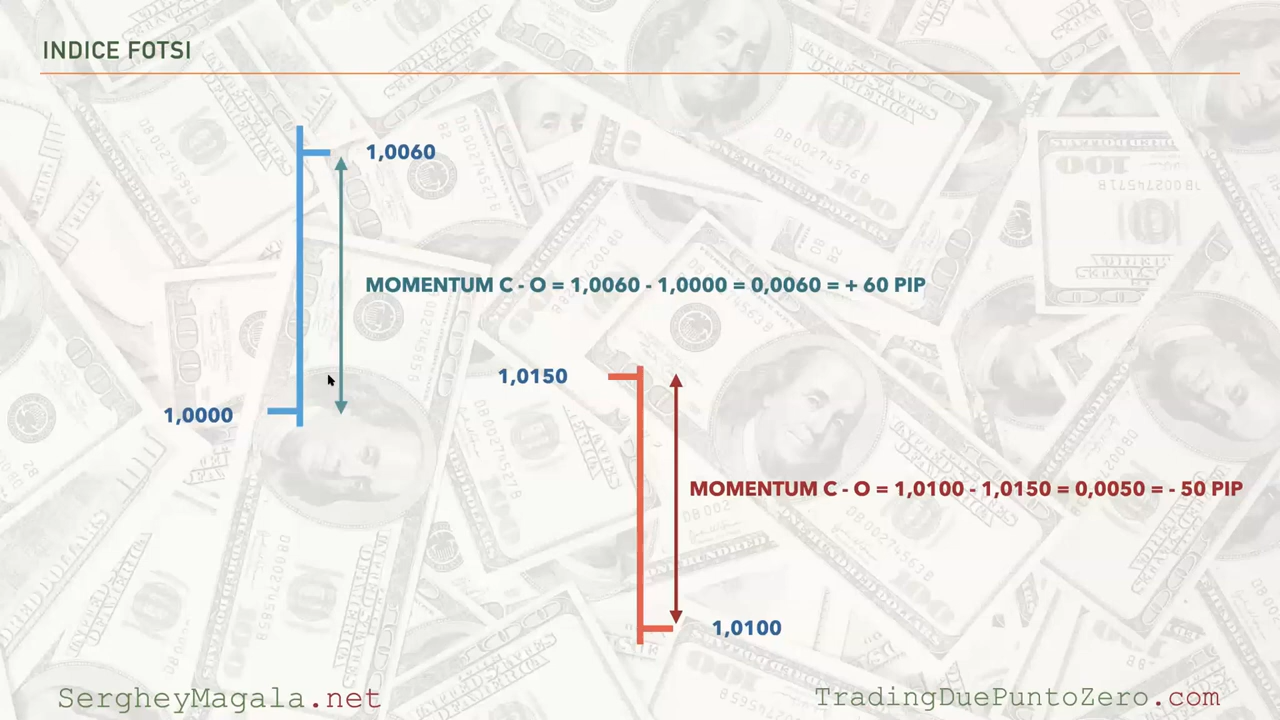 INDICE FOTSI
1,0060
MOMENTUM C - O = 1,0060 - 1,0000 = 0,0060 = + 60 PIP
1,0150
1,0000
MOMENTUM C - O = 1,0100 - 1,0150 = 0,0050 = - 50 PIP
1,0100
SergheyMagala.net
TradingDuePuntoZero.com